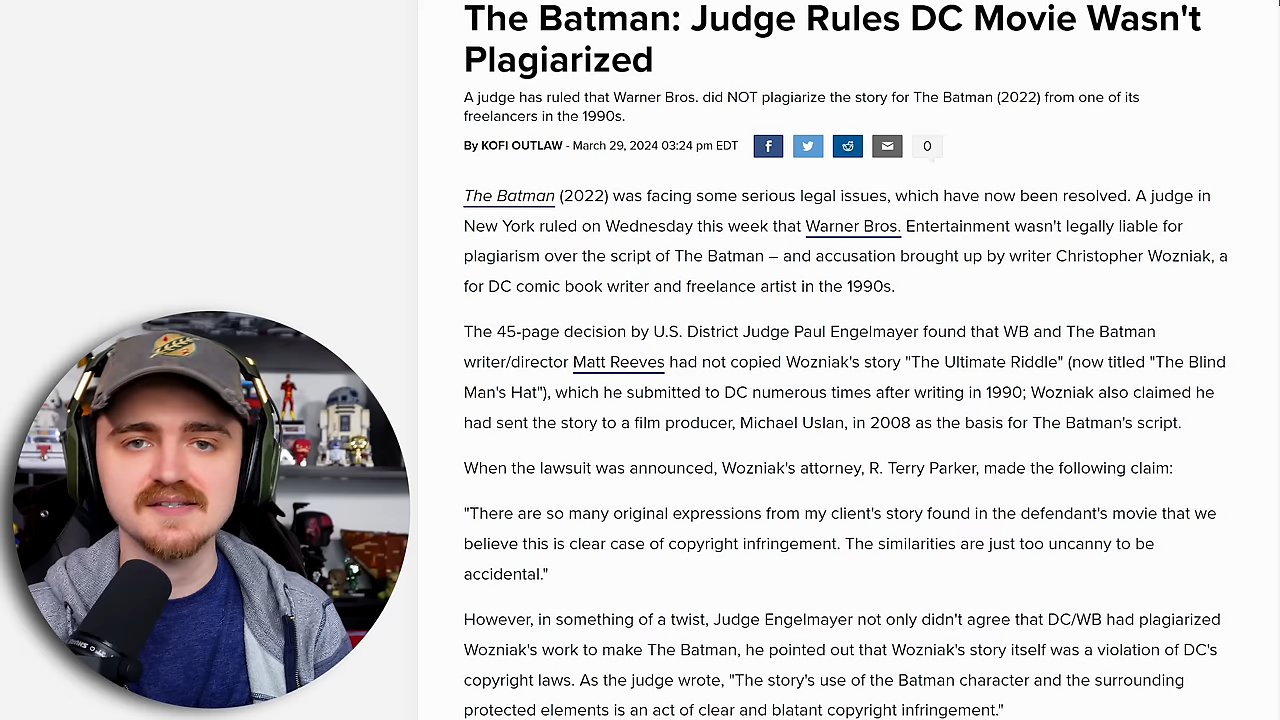 The Batman: Judge Rules DC Movie Wasn't
Plagiarized
A judge has ruled that Warner Bros. did NOT plagiarize the story for The Batman (2022) from one of its
freelancers in the 1990s.
By KOFI OUTLAW - March 29, 2024 03:24 pm EDT
0
The Batman (2022) was facing some serious legal issues, which have now been resolved. A judge in
New York ruled on Wednesday this week that Warner Bros. Entertainment wasn't legally liable for
plagiarism over the script of The Batman – and accusation brought up by writer Christopher Wozniak, a
for DC comic book writer and freelance artist in the 1990s.
The 45-page decision by U.S. District Judge Paul Engelmayer found that WB and The Batman
writer/director Matt Reeves had not copied Wozniak's story "The Ultimate Riddle" (now titled "The Blind
Man's Hat"), which he submitted to DC numerous times after writing in 1990; Wozniak also claimed he
had sent the story to a film producer, Michael Uslan, in 2008 as the basis for The Batman's script.
When the lawsuit was announced, Wozniak's attorney, R. Terry Parker, made the following claim:
"There are so many original expressions from my client's story found in the defendant's movie that we
believe this is clear case of copyright infringement. The similarities are just too uncanny to be
accidental."
However, in something of a twist, Judge Engelmayer not only didn't agree that DC/WB had plagiarized
Wozniak's work to make The Batman, he pointed out that Wozniak's story itself was a violation of DC's
copyright laws. As the judge wrote, "The story's use of the Batman character and the surrounding
protected elements is an act of clear and blatant copyright infringement."